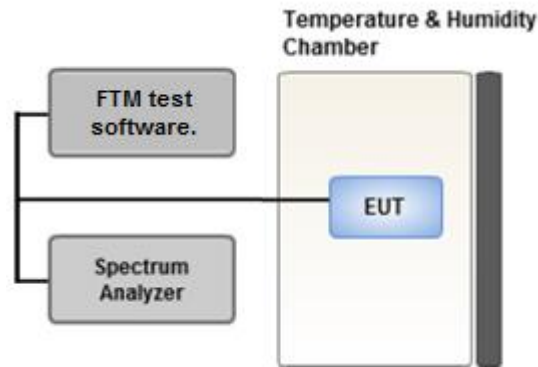 Temperature & Humidity
Chamber
FTM test
software.
EUT
Spectrum
Analyzer